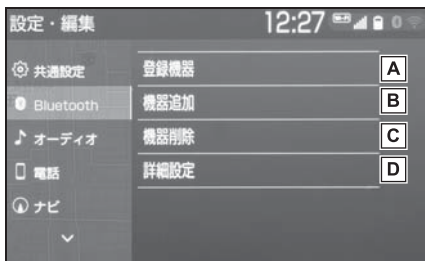 設定・編集
12:27
共通設定
Bluetooth
オーディオ
電話
ナビ
登録機器 A
機器追加 B
機器削除 C
詳細設定 D